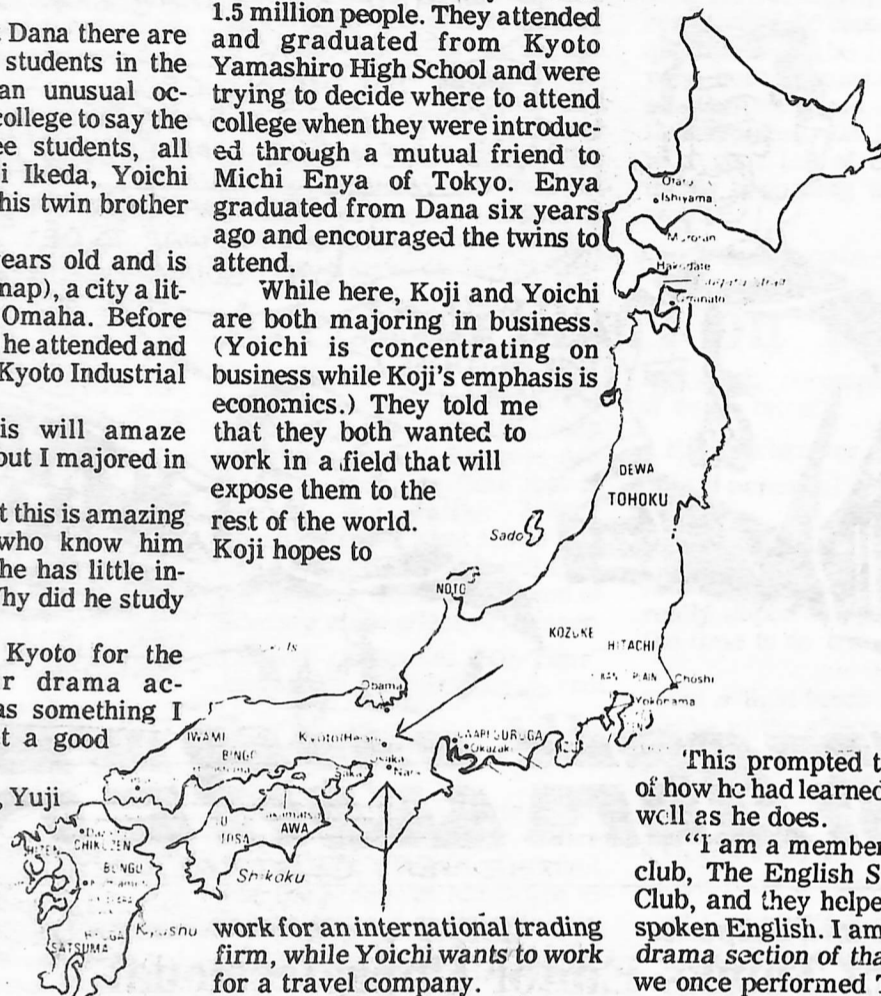 Dana there are
students in the
an unusual oc-
college to say the
students, all
Ikeda, Yoichi
his twin brother
ears old and is
map), a city a lit-
Omaha. Before
he attended and
Kyoto Industrial
is will amaze
but I majored in
t this is amazing
who know him
he has little in-
hy did he study
Kyoto for the
r drama ac-
as something I
t a good
, Yuji
1.5 million people. They attended
and graduated from Kyoto
Yamashiro High School and were
trying to decide where to attend
college when they were introduc-
ed through a mutual friend to
Michi Enya of Tokyo. Enya
graduated from Dana six years
ago and encouraged the twins to
attend.
While here, Koji and Yoichi
are both majoring in business.
(Yoichi is concentrating on
business while Koji's emphasis is
economics.) They told me
that they both wanted to
work in a field that will
expose them to the
rest of the world.
Koji hopes to
work for an international trading
firm, while Yoichi wants to work
for a travel company.
Otaru
Ishiyama
Muroran
Hakodate
DEWA
TOHOKU
Sado
NOTO
KOZUKE
HITACHI
PLAIN
Choshi
Yokohama
Obama
IWAMI
BINGO
Kyoto
SURUGA
Okazaki
Nara
AWA
TOSA
Shikoku
CHIKUZEN
BUNGU
Kyushu
SATSUMA
This prompted t
of how he had learned
well as he does.
"I am a member
club, The English S
Club, and they helpe
spoken English. I am
drama section of tha
we once performed